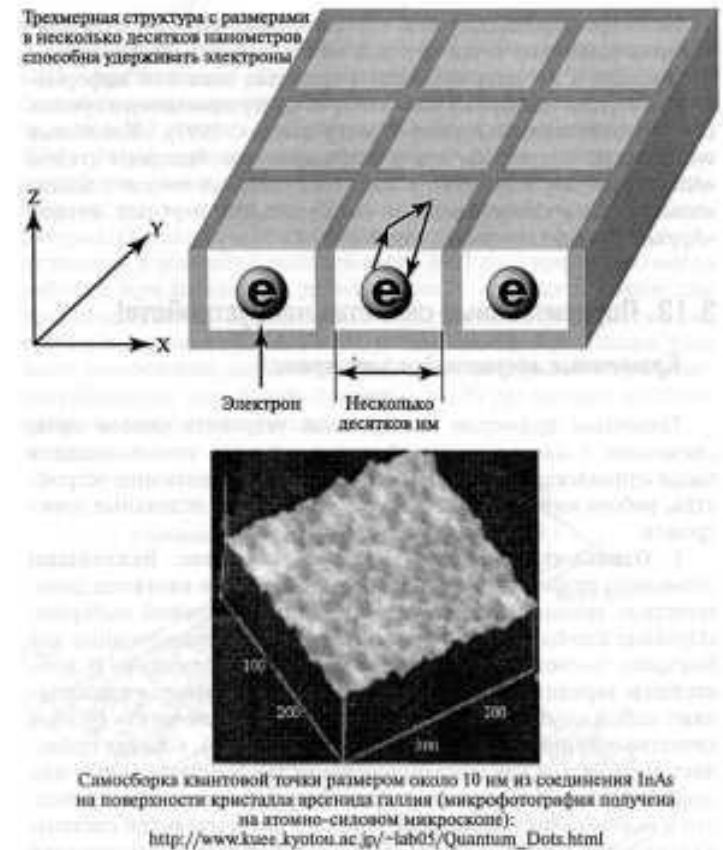 Трехмерная структура с размерами
в несколько десятков нанометров
способна удерживать электроны
Z
Y
X
e e e
Электрон
Несколько
десятков нм
100
200
300
200
Самосборка квантовой точки размером около 10 нм из соединения InAs
на поверхности кристалла арсенида галлия (микрофотография получена
на атомно-силовом микроскопе):
http://www.kuee.kyotou.ac.jp/~lab05/Quantum_Dots.html